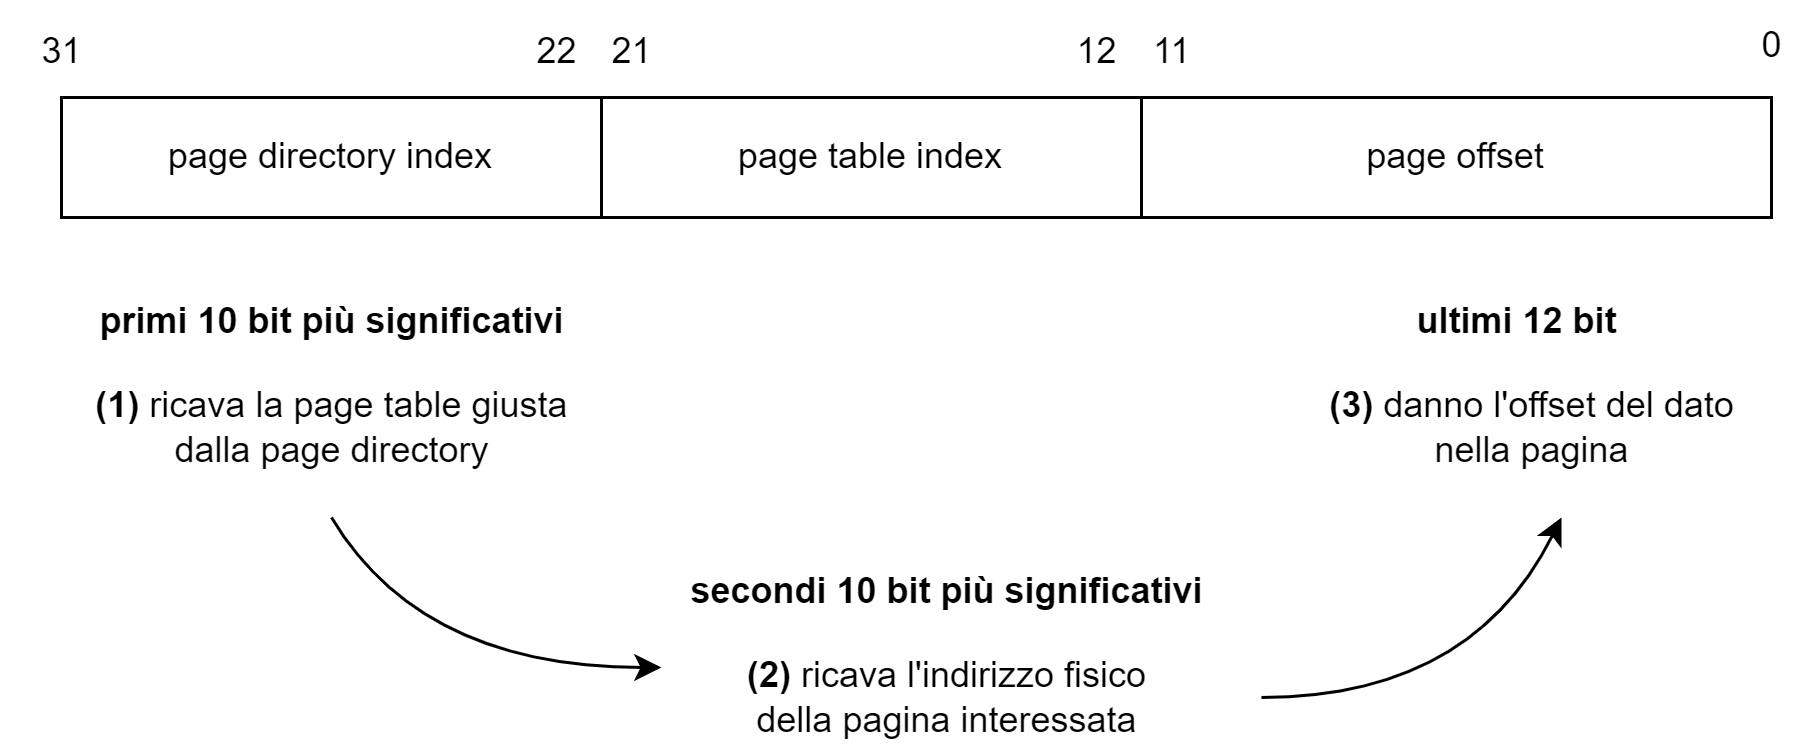 31 22 21 12 11 0
page directory index page table index page offset
primi 10 bit più significativi
(1) ricava la page table giusta
dalla page directory
secondi 10 bit più significativi
(2) ricava l'indirizzo fisico
della pagina interessata
ultimi 12 bit
(3) danno l'offset del dato
nella pagina